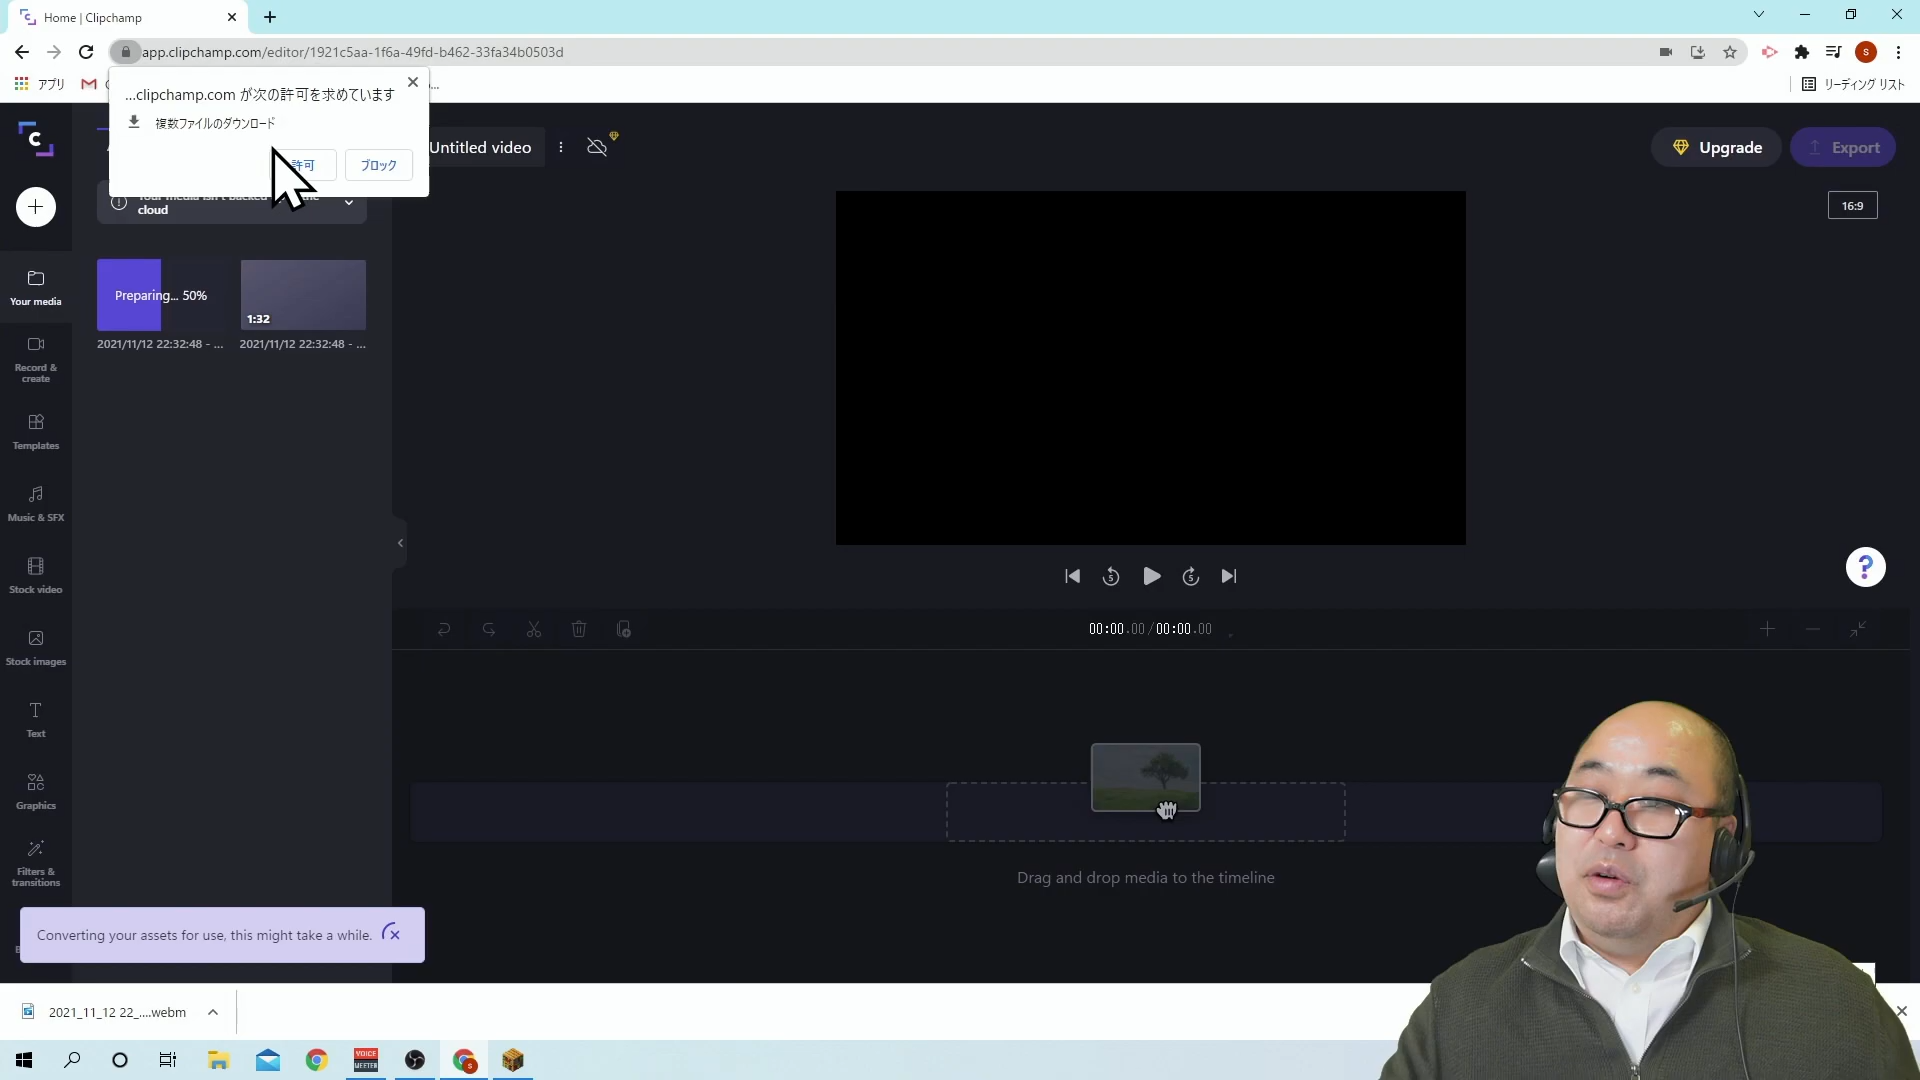 Home | Clipchamp
app.clipchamp.com/editor/1921c5aa-1f6a-49fd-b462-33fa34b0503d
S
アプリ
リーディング リスト
...clipchamp.com が次の許可を求めています
複数ファイルのダウンロード
許可
ブロック
Untitled video
Upgrade
Export
cloud
16:9
Preparing... 50%
1:32
2021/11/12 22:32:48 - ...
2021/11/12 22:32:48 - ...
Your media
Record &
create
Templates
Music & SFX
Stock video
Stock images
Text
Graphics
Filters &
transitions
5
5
?
00:00.00/00:00.00
Drag and drop media to the timeline
Converting your assets for use, this might take a while.
2021_11_12 22_....webm
VOICE
MEETER